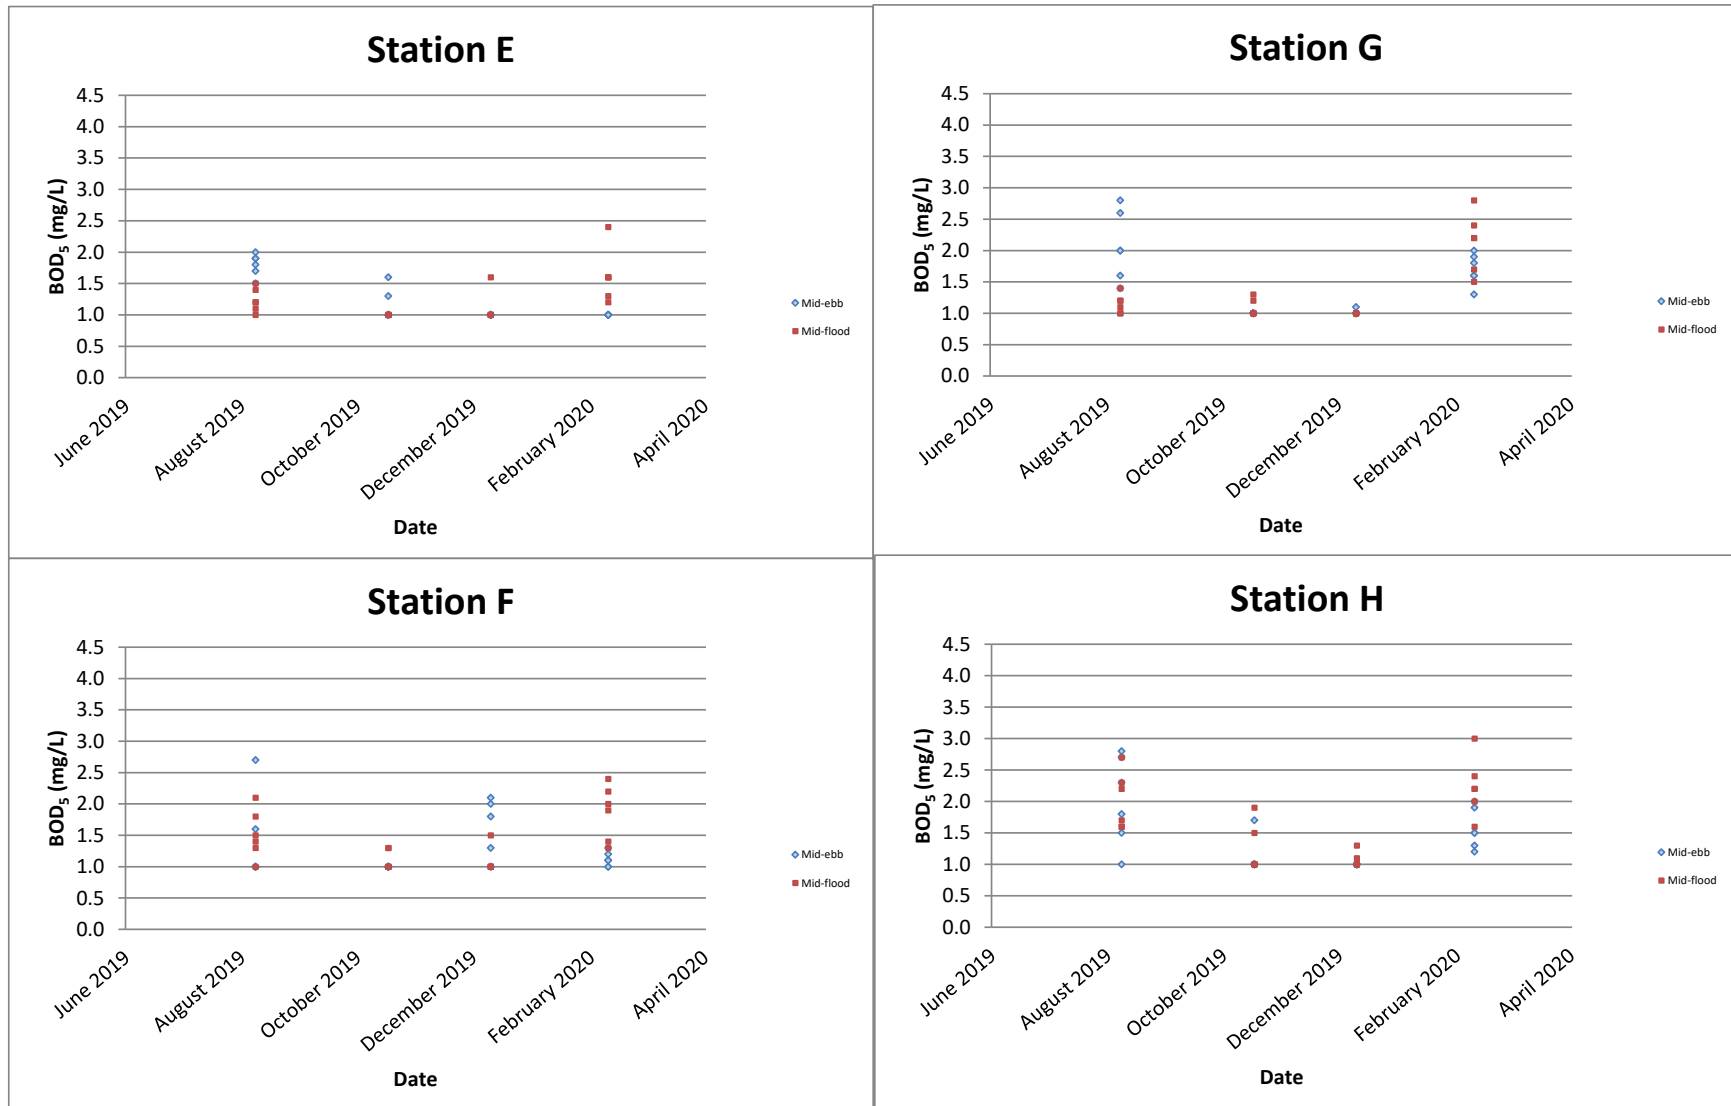 Station E
4.5
4.0
3.5
3.0
2.5
2.0
1.5
1.0
0.5
0.0
BOD5 (mg/L)
June 2019
August 2019
October 2019
December 2019
February 2020
April 2020
Date
Mid-ebb
Mid-flood
Station G
4.5
4.0
3.5
3.0
2.5
2.0
1.5
1.0
0.5
0.0
BOD5 (mg/L)
June 2019
August 2019
October 2019
December 2019
February 2020
April 2020
Date
Mid-ebb
Mid-flood
Station F
4.5
4.0
3.5
3.0
2.5
2.0
1.5
1.0
0.5
0.0
BOD5 (mg/L)
June 2019
August 2019
October 2019
December 2019
February 2020
April 2020
Date
Mid-ebb
Mid-flood
Station H
4.5
4.0
3.5
3.0
2.5
2.0
1.5
1.0
0.5
0.0
BOD5 (mg/L)
June 2019
August 2019
October 2019
December 2019
February 2020
April 2020
Date
Mid-ebb
Mid-flood